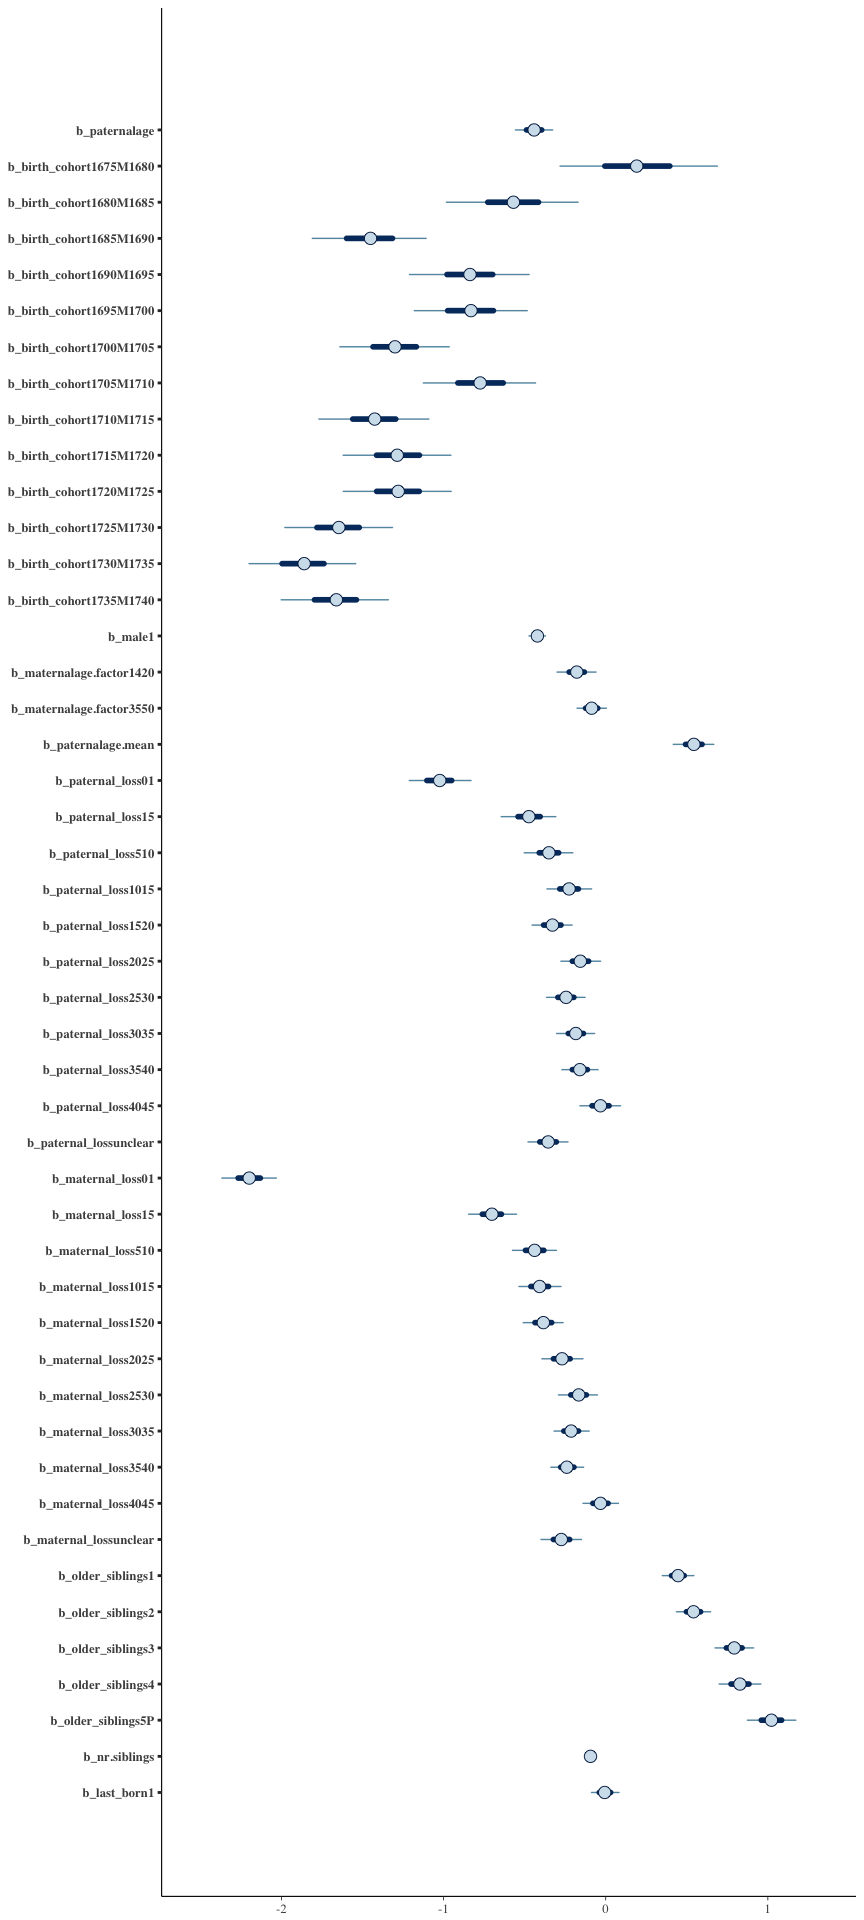 b_paternalage
b_birth_cohort1675M1680
b_birth_cohort1680M1685
b_birth_cohort1685M1690
b_birth_cohort1690M1695
b_birth_cohort1695M1700
b_birth_cohort1700M1705
b_birth_cohort1705M1710
b_birth_cohort1710M1715
b_birth_cohort1715M1720
b_birth_cohort1720M1725
b_birth_cohort1725M1730
b_birth_cohort1730M1735
b_birth_cohort1735M1740
b_male1
b_maternalage.factor1420
b_maternalage.factor3550
b_paternalage.mean
b_paternal_loss01
b_paternal_loss15
b_paternal_loss510
b_paternal_loss1015
b_paternal_loss1520
b_paternal_loss2025
b_paternal_loss2530
b_paternal_loss3035
b_paternal_loss3540
b_paternal_loss4045
b_paternal_lossunclear
b_maternal_loss01
b_maternal_loss15
b_maternal_loss510
b_maternal_loss1015
b_maternal_loss1520
b_maternal_loss2025
b_maternal_loss2530
b_maternal_loss3035
b_maternal_loss3540
b_maternal_loss4045
b_maternal_lossunclear
b_older_siblings1
b_older_siblings2
b_older_siblings3
b_older_siblings4
b_older_siblings5P
b_nr.siblings
b_last_born1
-2 -1 0 1